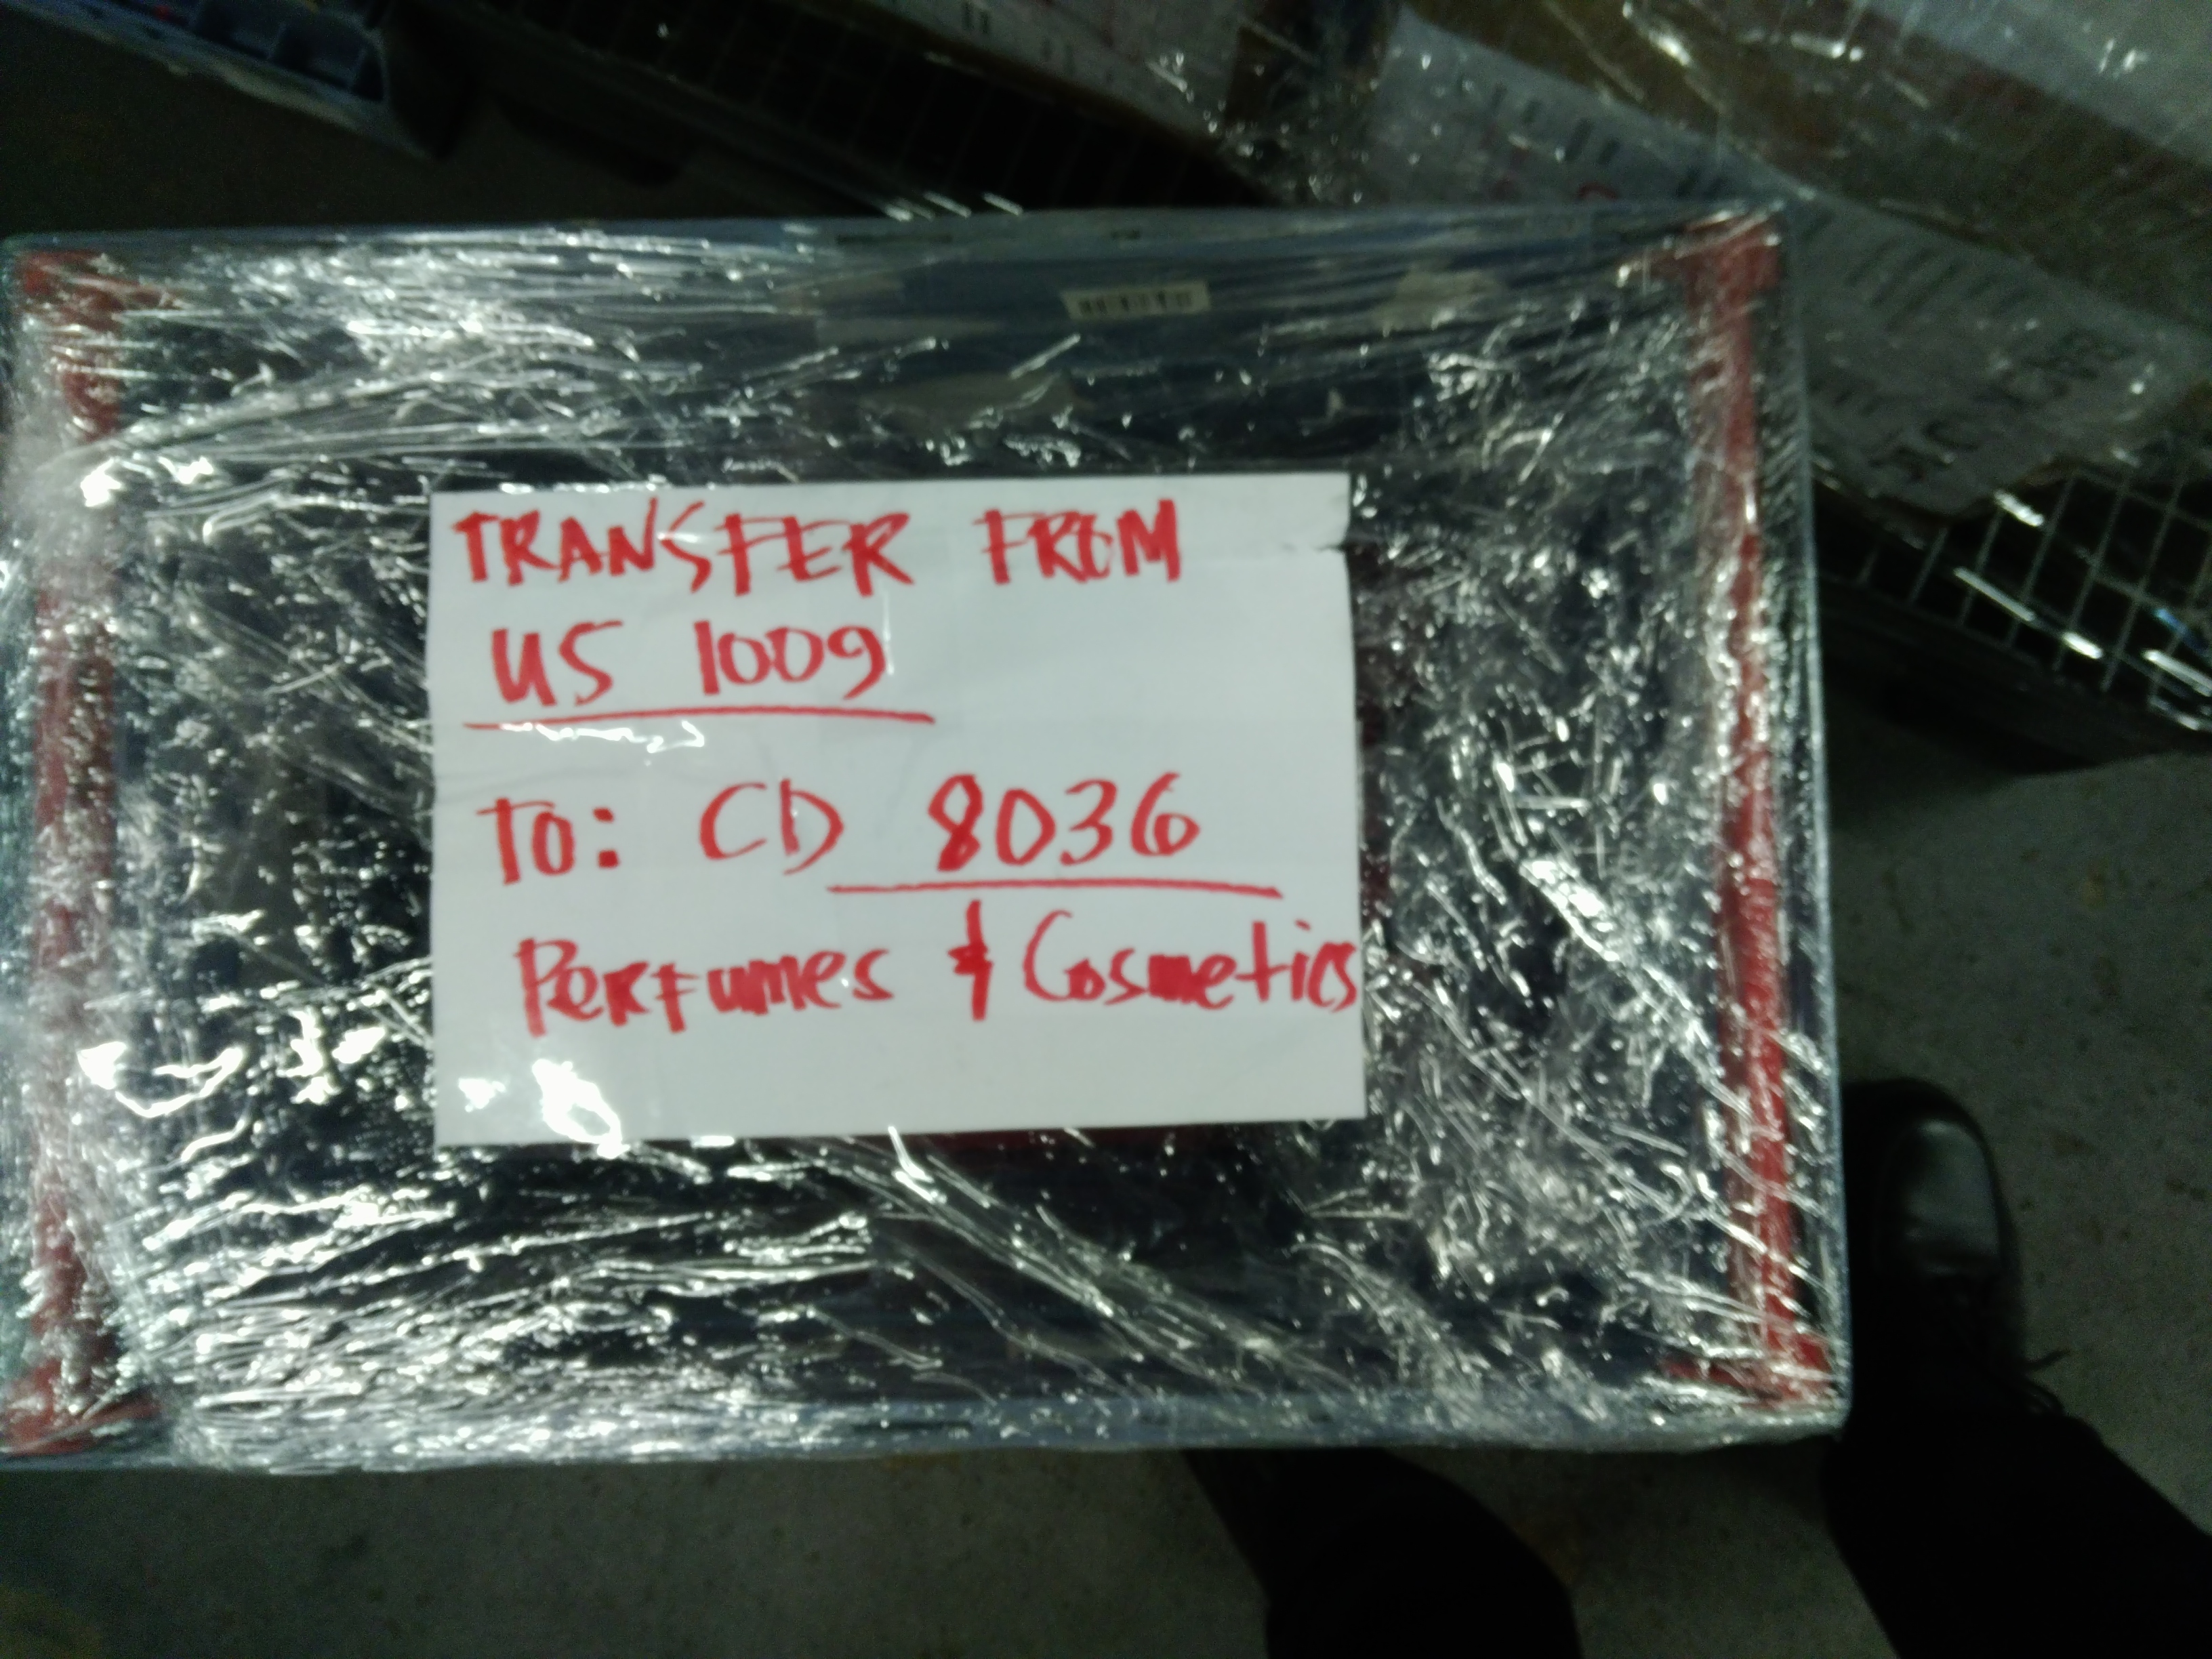 TRANSFER FROM
US 1009
TO: CD 8036
Perfumes & Cosmetics